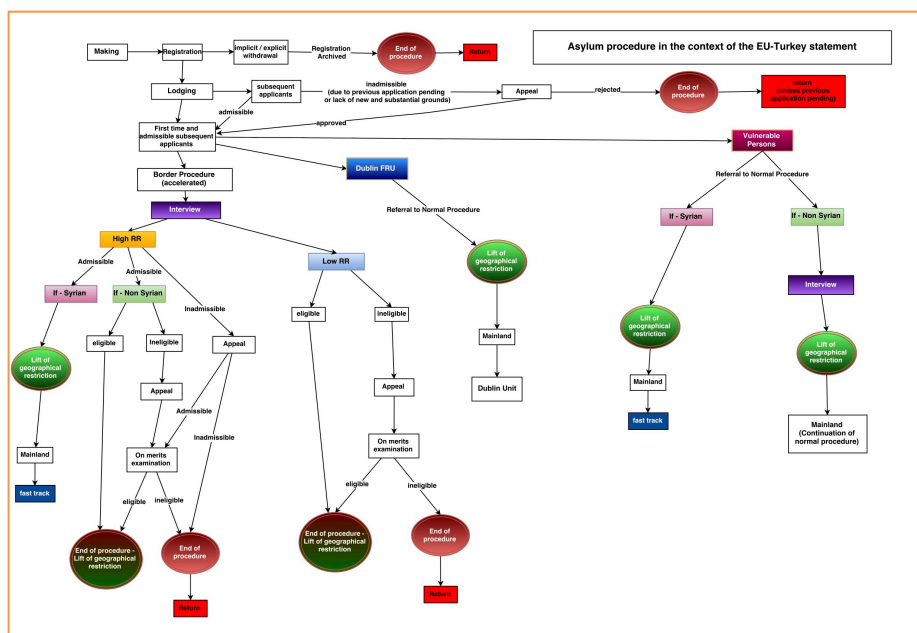 Asylum procedure in the context of the EU-Turkey statement
Making
Registration
implicit / explicit
withdrawal
Registration
Archived
End of
procedure
Return
Lodging
subsequent
applicants
inadmissible
(due to previous application pending
or lack of new and substantial grounds)
Appeal
rejected
End of
procedure
return
(unless previous
application pending)
admissible
approved
First time and
admissible subsequent
applicants
Vulnerable
Persons
Dublin FRU
Border Procedure
(accelerated)
Referral to Normal Procedure
Interview
Referral to Normal Procedure
If - Syrian
If - Non Syrian
High RR
Low RR
Admissible
Admissible
Inadmissible
Lift of
geographical
restriction
Interview
If - Syrian
If - Non Syrian
eligible
ineligible
Lift of
geographical
restriction
Mainland
Lift of
geographical
restriction
eligible
Ineligible
Appeal
Lift of
geographical
restriction
Appeal
Appeal
Dublin Unit
Mainland
fast track
Mainland
(Continuation of
normal procedure)
Admissible
Inadmissible
Mainland
On merits
examination
On merits
examination
fast track
eligible
ineligible
eligible
ineligible
End of procedure -
Lift of geographical
restriction
End of
procedure
End of procedure -
Lift of geographical
restriction
End of
procedure
Return
Return